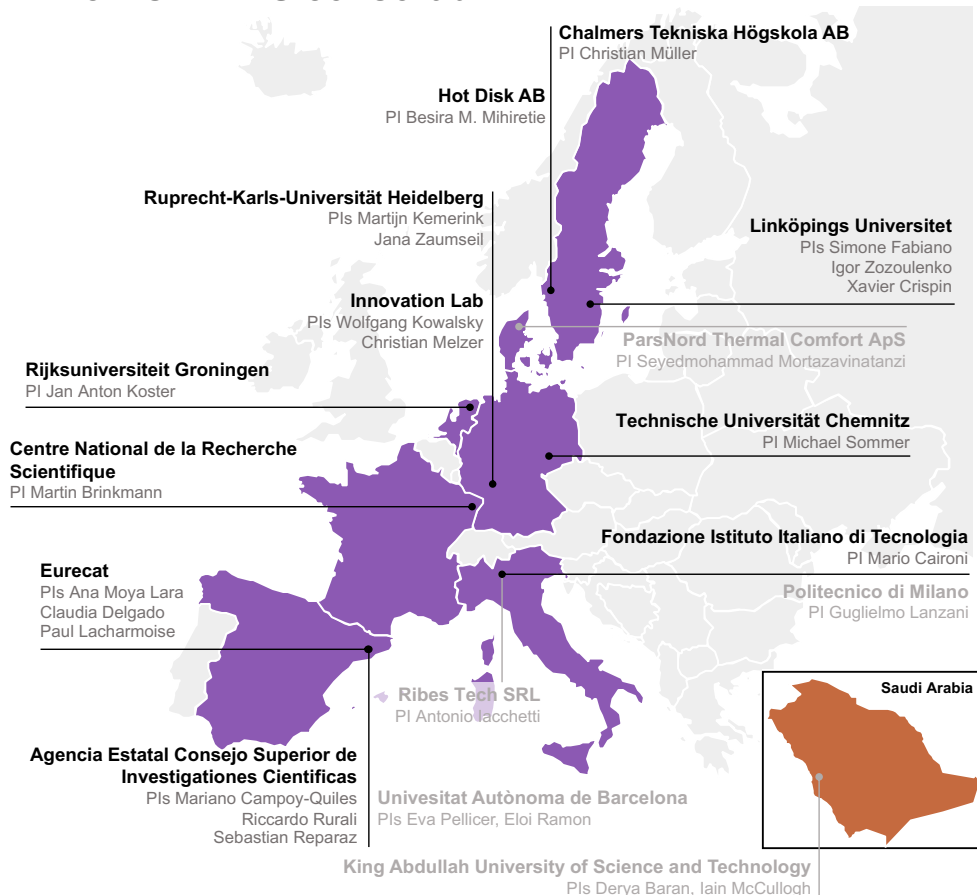 Chalmers Tekniska Högskola AB
PI Christian Müller
Hot Disk AB
PI Besira M. Mihiretie
Ruprecht-Karls-Universität Heidelberg
PIs Martijn Kemerink
Jana Zaumseil
Linköpings Universitet
PIs Simone Fabiano
Igor Zozoulenko
Xavier Crispin
Innovation Lab
PIs Wolfgang Kowalsky
Christian Melzer
ParsNord Thermal Comfort ApS
PI Seyedmohammad Mortazavinatanzi
Rijksuniversiteit Groningen
PI Jan Anton Koster
Technische Universität Chemnitz
PI Michael Sommer
Centre National de la Recherche
Scientifique
PI Martin Brinkmann
Fondazione Istituto Italiano di Tecnologia
PI Mario Caironi
Politecnico di Milano
PI Guglielmo Lanzani
Eurecat
PIs Ana Moya Lara
Claudia Delgado
Paul Lacharmoise
Ribes Tech SRL
PI Antonio Iacchetti
Saudi Arabia
Agencia Estatal Consejo Superior de
Investigationes Cientificas
PIs Mariano Campoy-Quiles
Riccardo Rurali
Sebastian Reparaz
Univesitat Autònoma de Barcelona
PIs Eva Pellicer, Eloi Ramon
King Abdullah University of Science and Technology
PIs Derya Baran, Iain McCullogh